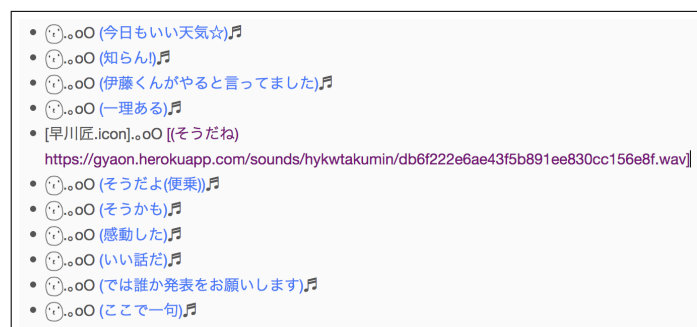 .｡oO (今日もいい天気☆)🎵
.｡oO (知らん!)🎵
.｡oO (伊藤くんがやると言ってました)🎵
.｡oO (一理ある)🎵
[早川匠.icon].｡oO [(そうだね)
https://gyaon.herokuapp.com/sounds/hykwtakumin/db6f222e6ae43f5b891ee830cc156e8f.wav]
.｡oO (そうだよ(便乗))🎵
.｡oO (そうかも)🎵
.｡oO (感動した)🎵
.｡oO (いい話だ)🎵
.｡oO (では誰か発表をお願いします)🎵
.｡oO (ここで一句)🎵